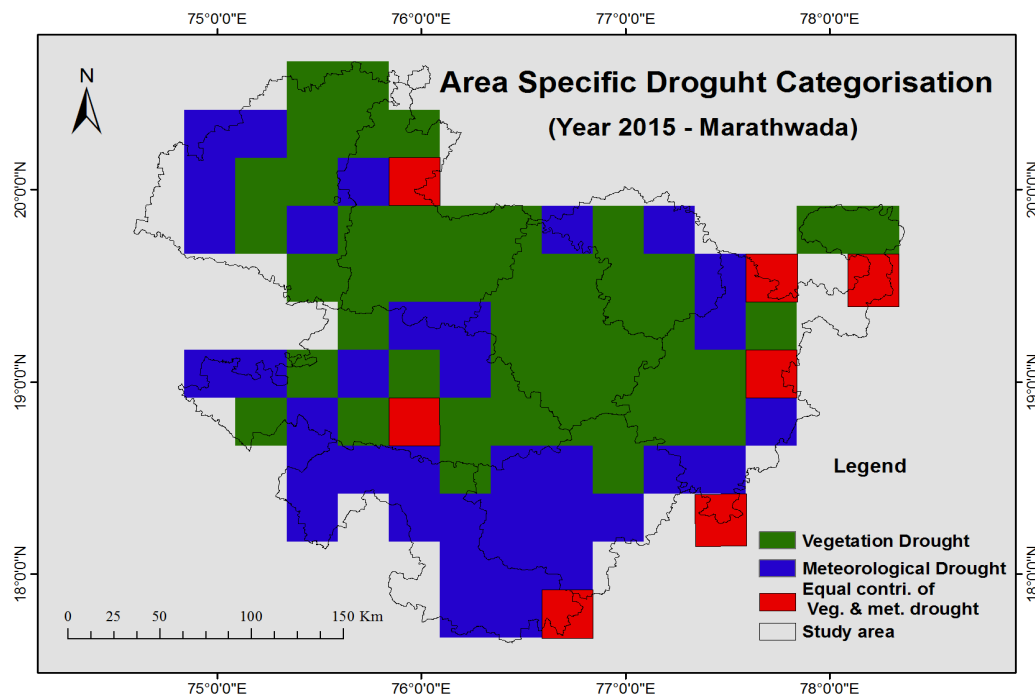 75°0'0"E 76°0'0"E 77°0'0"E 78°0'0"E
N
Area Specific Droguht Categorisation
(Year 2015 - Marathwada)
20°0'0"N 20°0'0"N
19°0'0"N 19°0'0"N
Legend
18°0'0"N 18°0'0"N
Vegetation Drought
Meteorological Drought
Equal contri. of
Veg. & met. drought
Study area
0 25 50 100 150 Km
75°0'0"E 76°0'0"E 77°0'0"E 78°0'0"E